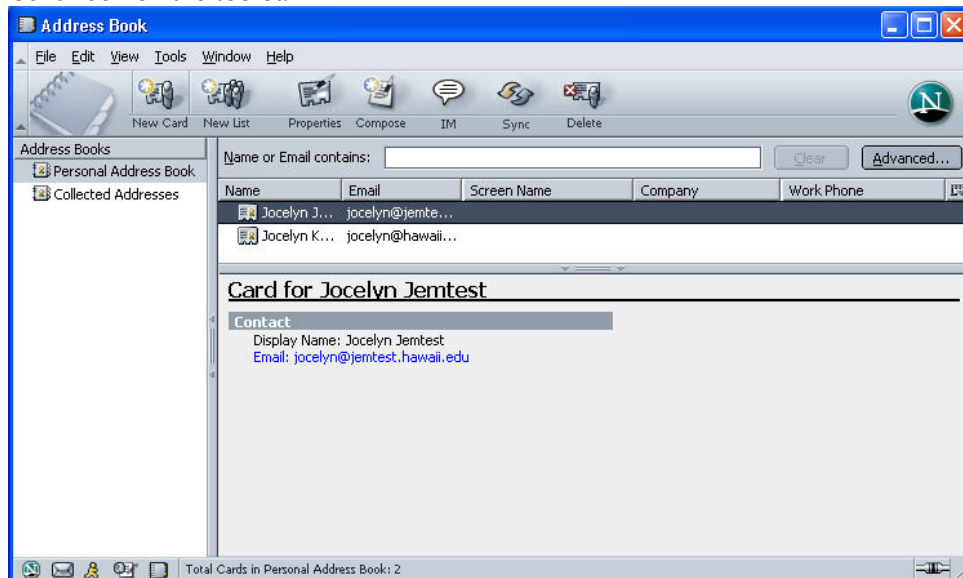 Address Book
File Edit View Tools Window Help
New Card New List Properties Compose IM Sync Delete
N
Address Books
Personal Address Book
Collected Addresses
Name or Email contains: Clear Advanced...
Name Email Screen Name Company Work Phone
Jocelyn J... jocelyn@jemte...
Jocelyn K... jocelyn@hawaii...
Card for Jocelyn Jemtest
Contact
Display Name: Jocelyn Jemtest
Email: jocelyn@jemtest.hawaii.edu
Total Cards in Personal Address Book: 2